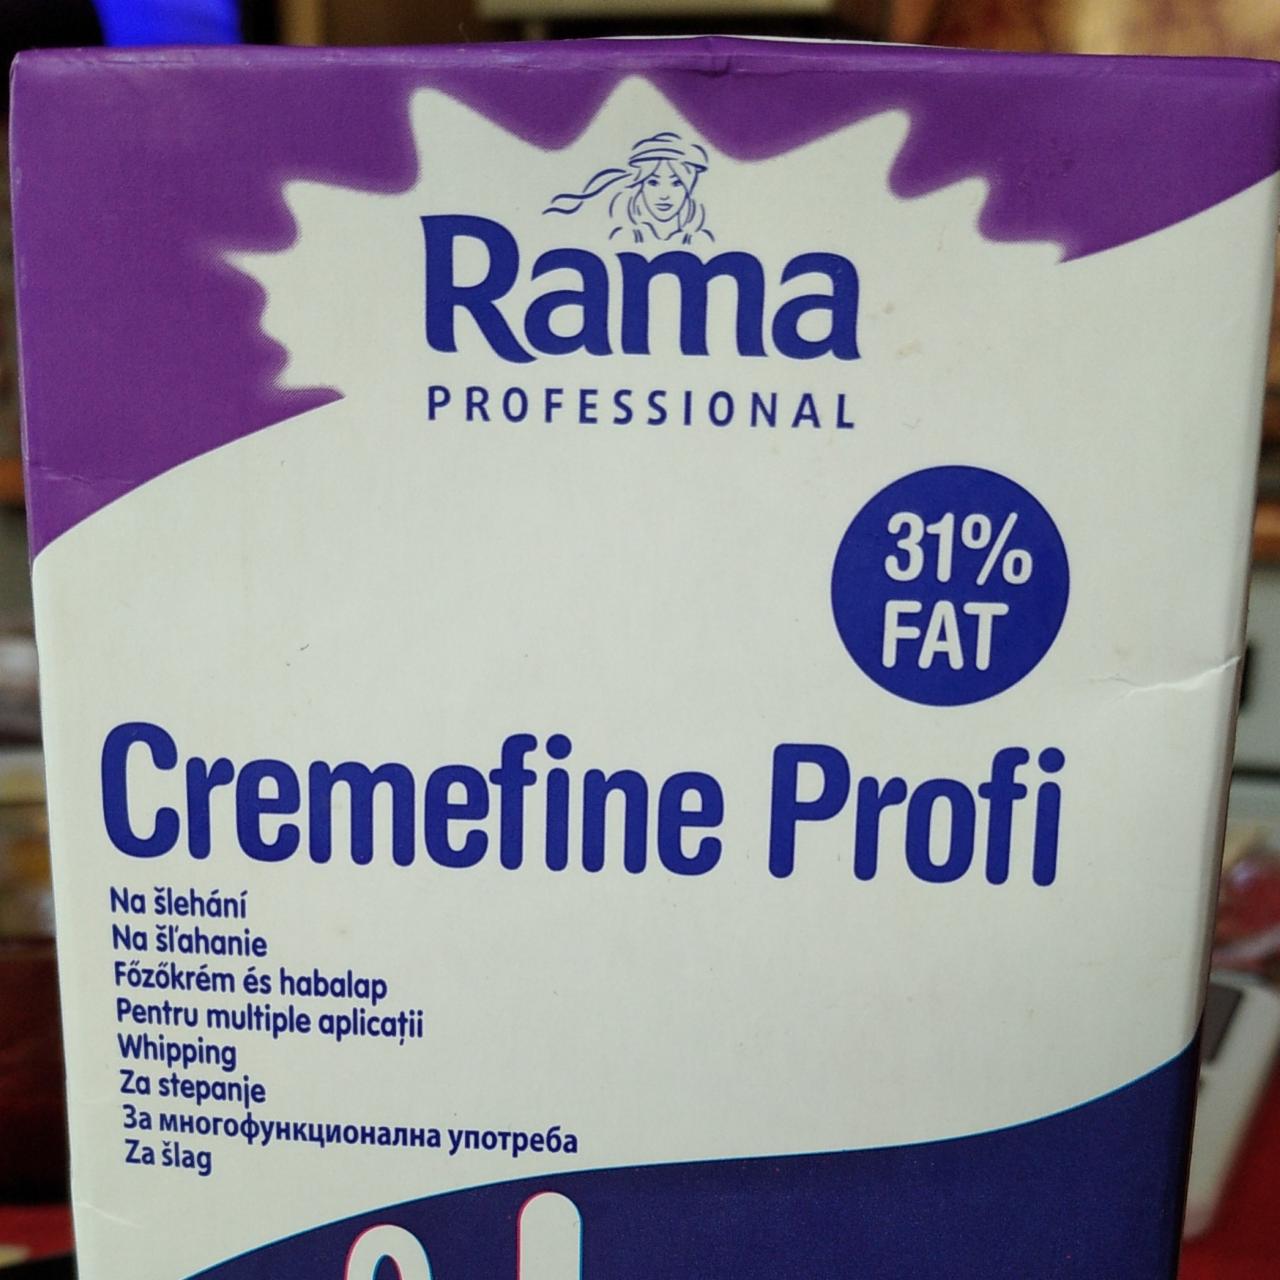 Rama
PROFESSIONAL
31%
FAT
Cremefine Profi
Na šlehání
Na šľahanie
Főzőkrém és habalap
Pentru multiple aplicații
Whipping
Za stepanje
За многофункционална употреба
Za šlag